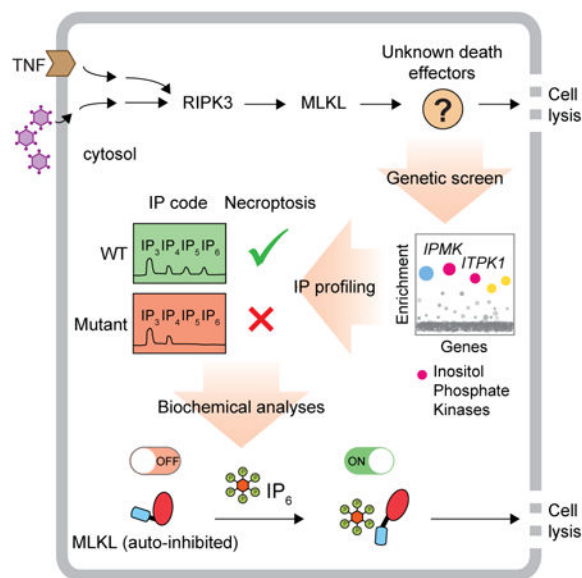 TNF
Unknown death
effectors
RIPK3
MLKL
?
Cell
lysis
cytosol
Genetic screen
IP code
Necroptosis
WT
IP3 IP4 IP5 IP6
Mutant
IP3 IP4 IP5 IP6
IP profiling
Enrichment
IPMK
ITPK1
Genes
Inositol
Phosphate
Kinases
Biochemical analyses
OFF
IP6
ON
MLKL (auto-inhibited)
Cell
lysis